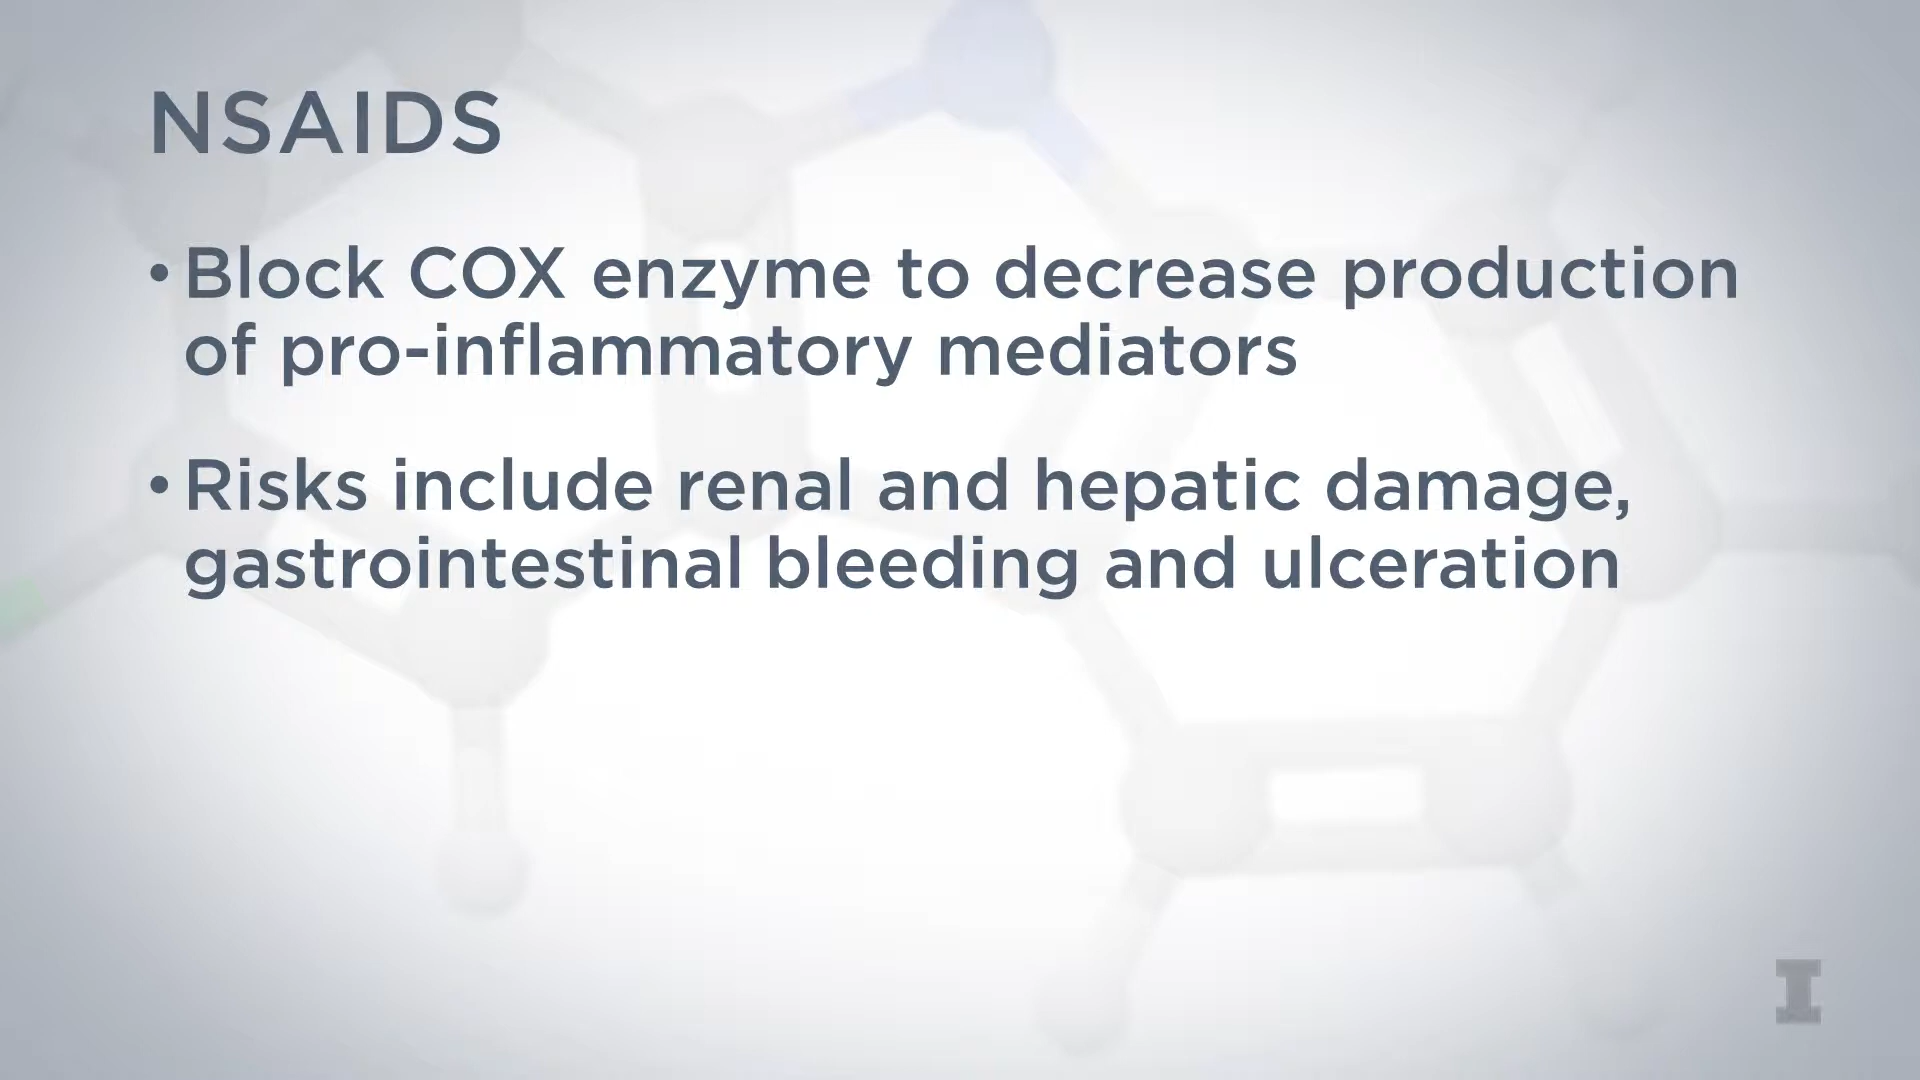 NSAIDS
• Block COX enzyme to decrease production
of pro-inflammatory mediators
• Risks include renal and hepatic damage,
gastrointestinal bleeding and ulceration
I